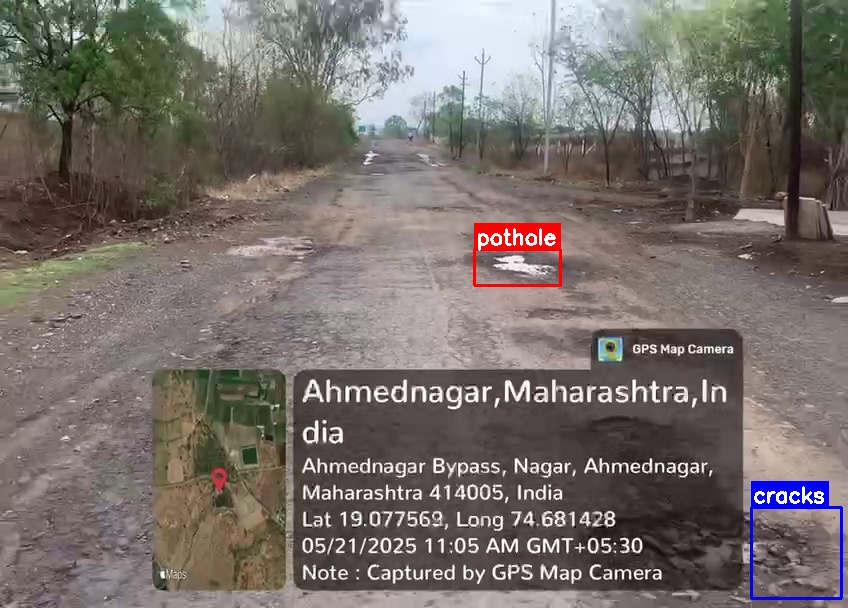 pothole
GPS Map Camera
Ahmednagar,Maharashtra,In
dia
Ahmednagar Bypass, Nagar, Ahmednagar,
Maharashtra 414005, India
Lat 19.077569, Long 74.681428
05/21/2025 11:05 AM GMT+05:30
Note : Captured by GPS Map Camera
Maps
cracks